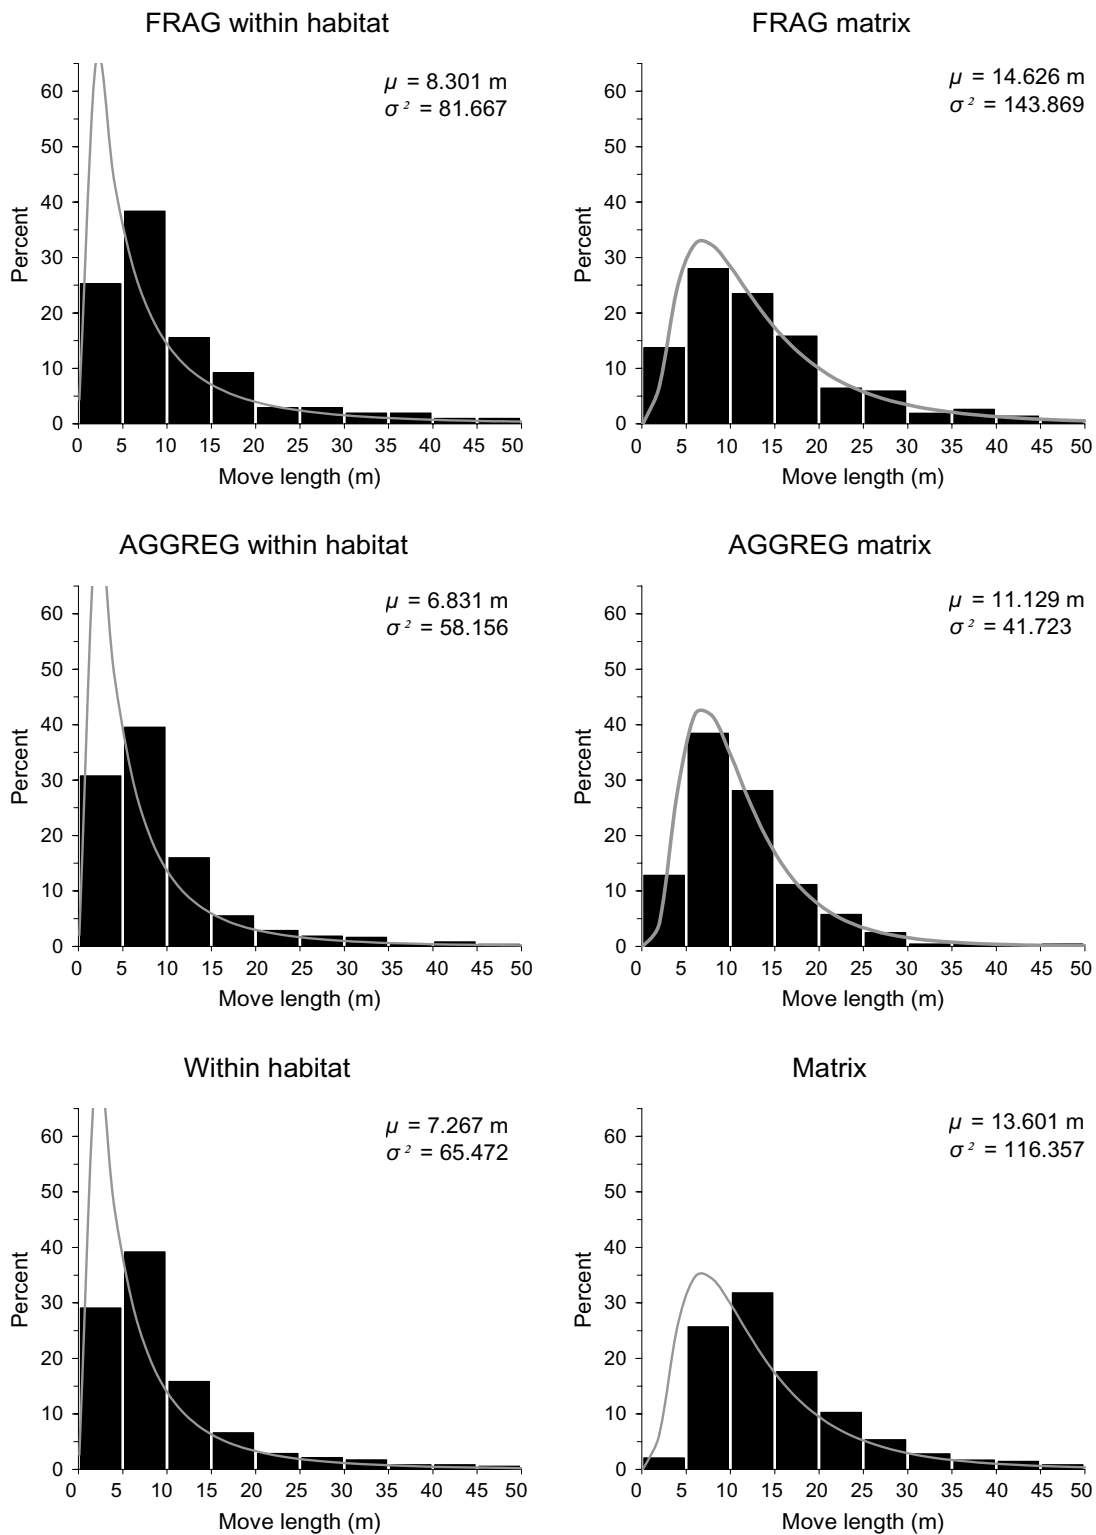 FRAG within habitat
μ = 8.301 m
σ² = 81.667
60
50
40
30
20
10
0
Percent
0 5 10 15 20 25 30 35 40 45 50
Move length (m)
FRAG matrix
μ = 14.626 m
σ² = 143.869
60
50
40
30
20
10
0
Percent
0 5 10 15 20 25 30 35 40 45 50
Move length (m)
AGGREG within habitat
μ = 6.831 m
σ² = 58.156
60
50
40
30
20
10
0
Percent
0 5 10 15 20 25 30 35 40 45 50
Move length (m)
AGGREG matrix
μ = 11.129 m
σ² = 41.723
60
50
40
30
20
10
0
Percent
0 5 10 15 20 25 30 35 40 45 50
Move length (m)
Within habitat
μ = 7.267 m
σ² = 65.472
60
50
40
30
20
10
0
Percent
0 5 10 15 20 25 30 35 40 45 50
Move length (m)
Matrix
μ = 13.601 m
σ² = 116.357
60
50
40
30
20
10
0
Percent
0 5 10 15 20 25 30 35 40 45 50
Move length (m)